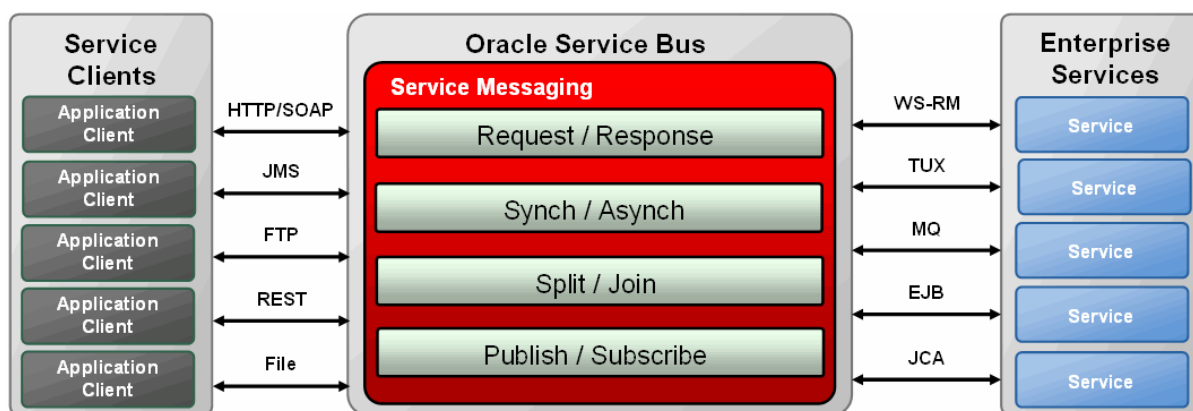 Service
Clients
Application
Client
Application
Client
Application
Client
Application
Client
Application
Client
HTTP/SOAP
JMS
FTP
REST
File
Oracle Service Bus
Service Messaging
Request / Response
Synch / Asynch
Split / Join
Publish / Subscribe
WS-RM
TUX
MQ
EJB
JCA
Enterprise
Services
Service
Service
Service
Service
Service